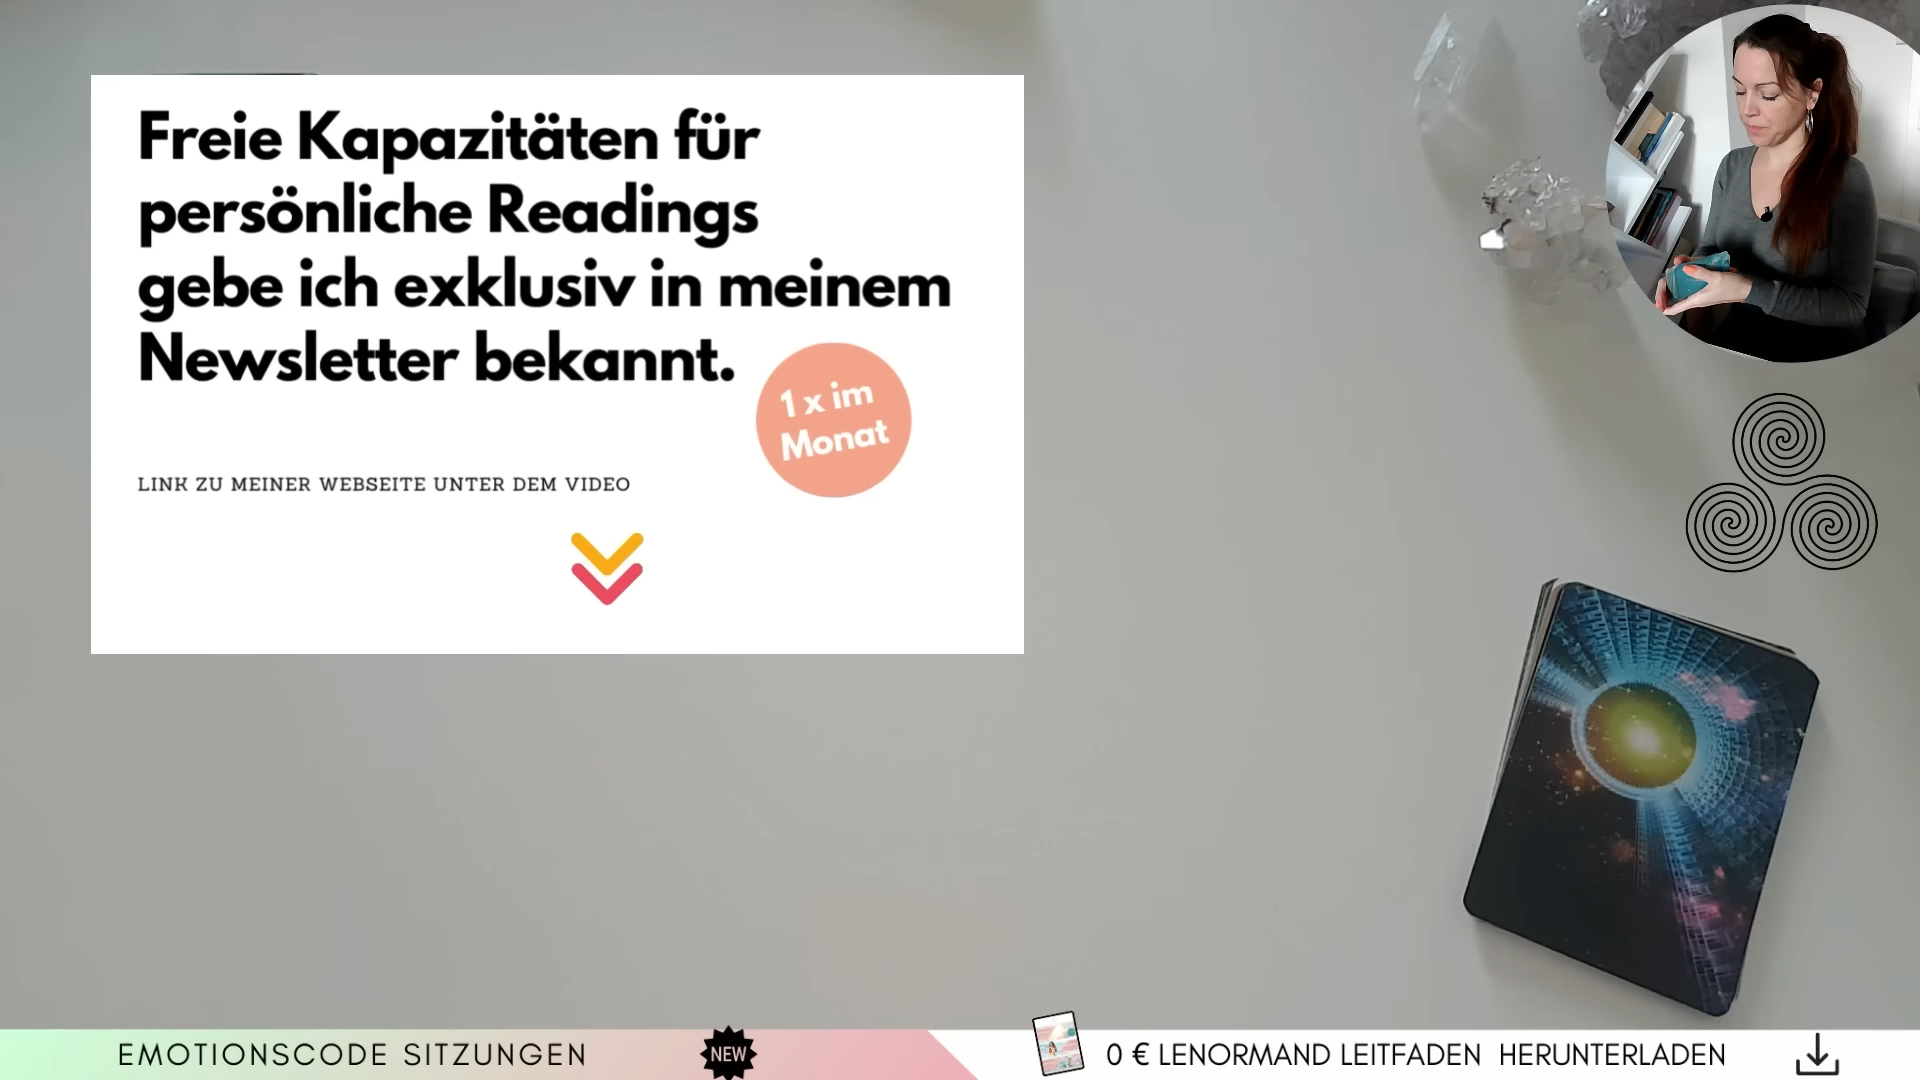 Freie Kapazitäten für
persönliche Readings
gebe ich exklusiv in meinem
Newsletter bekannt.
1 x im
Monat
LINK ZU MEINER WEBSEITE UNTER DEM VIDEO
EMOTIONSCODE SITZUNGEN
NEW
0 € LENORMAND LEITFADEN HERUNTERLADEN